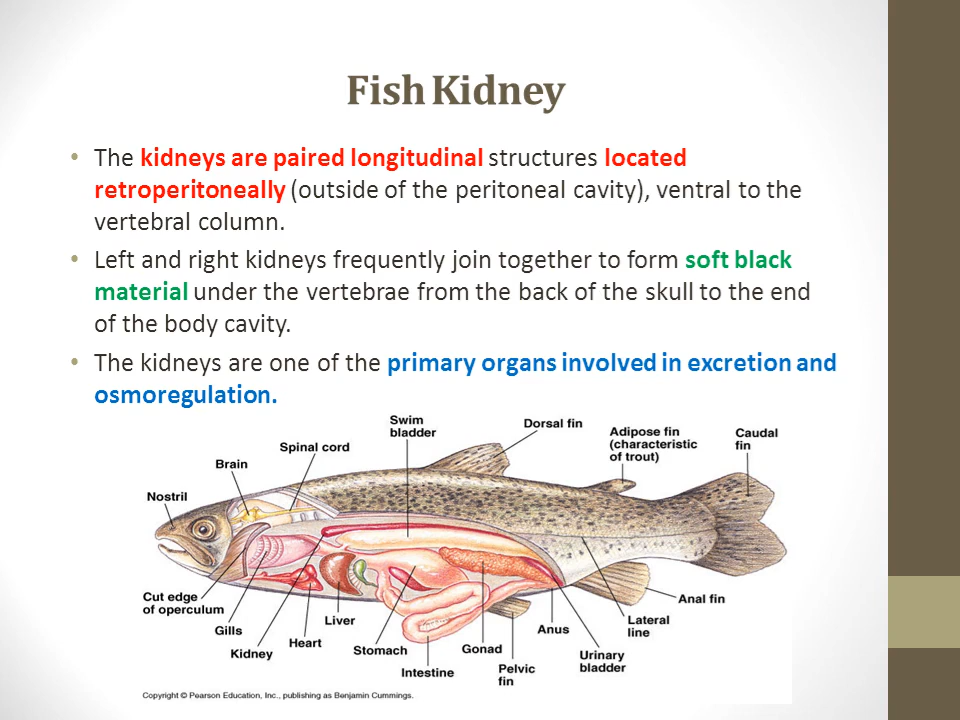 Fish Kidney
• The kidneys are paired longitudinal structures located
retroperitoneally (outside of the peritoneal cavity), ventral to the
vertebral column.
• Left and right kidneys frequently join together to form soft black
material under the vertebrae from the back of the skull to the end
of the body cavity.
• The kidneys are one of the primary organs involved in excretion and
osmoregulation.
Swim
bladder
Dorsal fin
Adipose fin
(characteristic
of trout)
Caudal
fin
Spinal cord
Brain
Nostril
Cut edge
of operculum
Gills
Kidney
Heart
Liver
Stomach
Intestine
Gonad
Pelvic
fin
Anus
Urinary
bladder
Lateral
line
Anal fin
Copyright © Pearson Education, Inc., publishing as Benjamin Cummings.